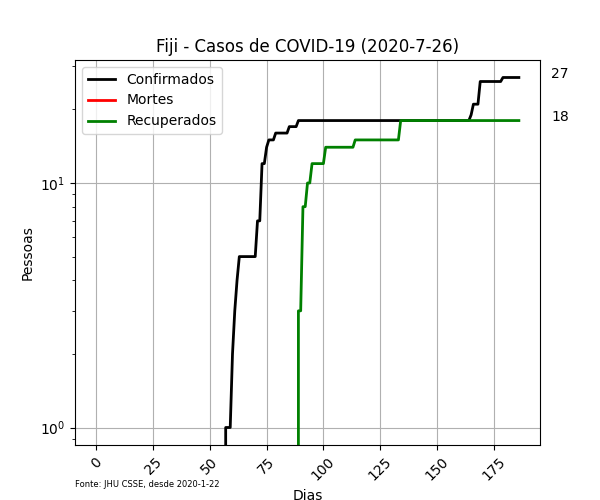 Fiji - Casos de COVID-19 (2020-7-26)
Confirmados
Mortes
Recuperados
27
18
10¹
10⁰
Pessoas
0 25 50 75 100 125 150 175
Fonte: JHU CSSE, desde 2020-1-22
Dias